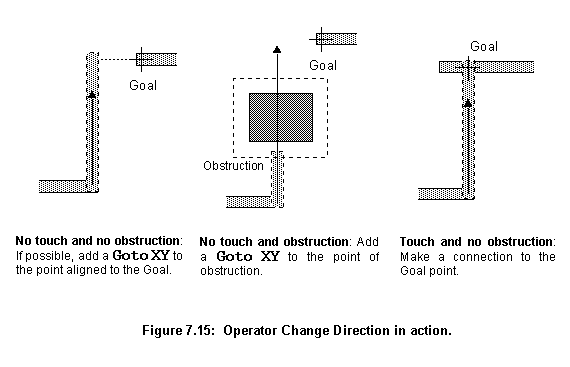 Goal
Goal
Goal
Obstruction
No touch and no obstruction:
If possible, add a Goto XY to
the point aligned to the Goal.
No touch and obstruction: Add
a Goto XY to the point of
obstruction.
Touch and no obstruction:
Make a connection to the
Goal point.
Figure 7.15: Operator Change Direction in action.